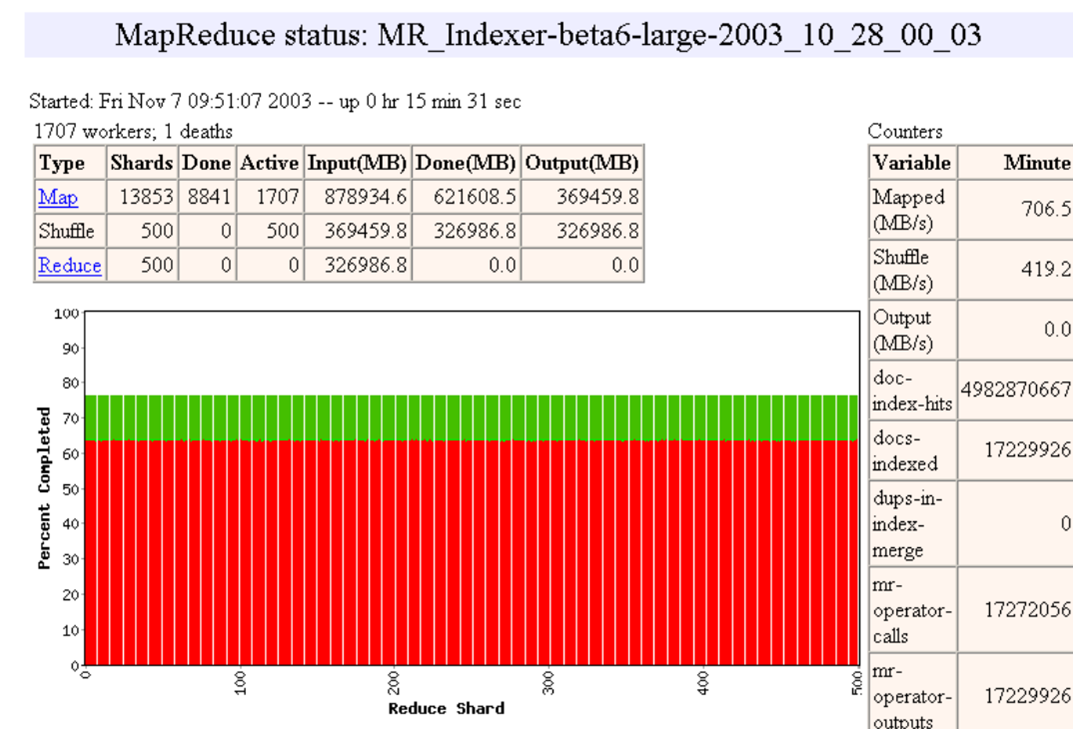 MapReduce status: MR_Indexer-beta6-large-2003_10_28_00_03
Started: Fri Nov 7 09:51:07 2003 -- up 0 hr 15 min 31 sec
1707 workers; 1 deaths
Type Shards Done Active Input(MB) Done(MB) Output(MB)
Map 13853 8841 1707 878934.6 621608.5 369459.8
Shuffle 500 0 500 369459.8 326986.8 326986.8
Reduce 500 0 0 326986.8 0.0 0.0
100
90
80
70
60
50
40
30
20
10
0
Percent Completed
0 100 200 300 400 500
Reduce Shard
Counters
Variable Minute
Mapped
(MB/s) 706.5
Shuffle
(MB/s) 419.2
Output
(MB/s) 0.0
doc-
index-hits 4982870667
docs-
indexed 17229926
dups-in-
index-
merge 0
mr-
operator-
calls 17272056
mr-
operator-
outputs 17229926